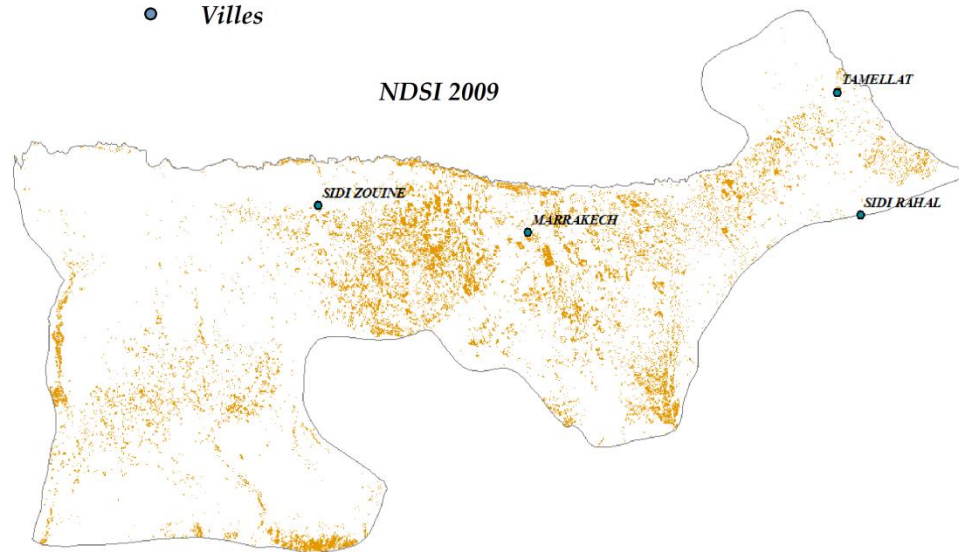 Villes
NDSI 2009
TAMELLAT
SIDI ZOUINE
SIDI RAHAL
MARRAKECH